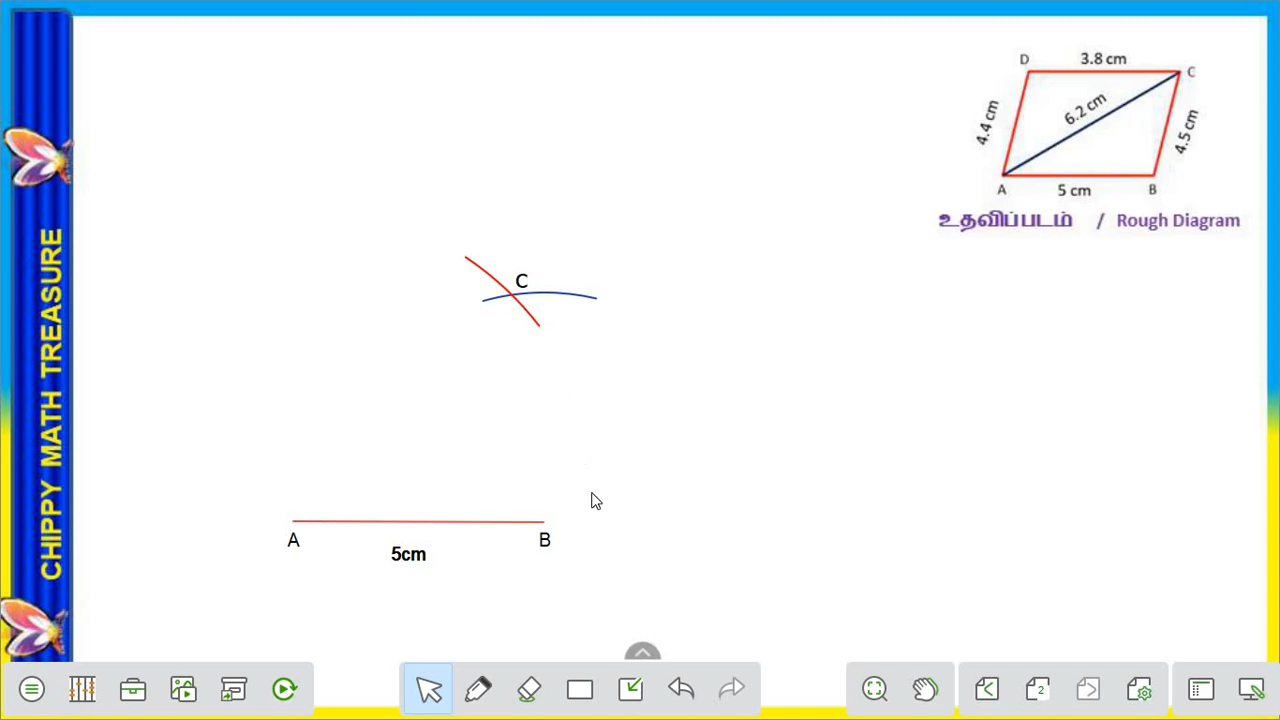 CHIPPY MATH TREASURE
D
3.8 cm
C
4.4 cm
6.2 cm
4.5 cm
A
5 cm
B
உதவிப்படம் / Rough Diagram
C
A
B
5cm
2